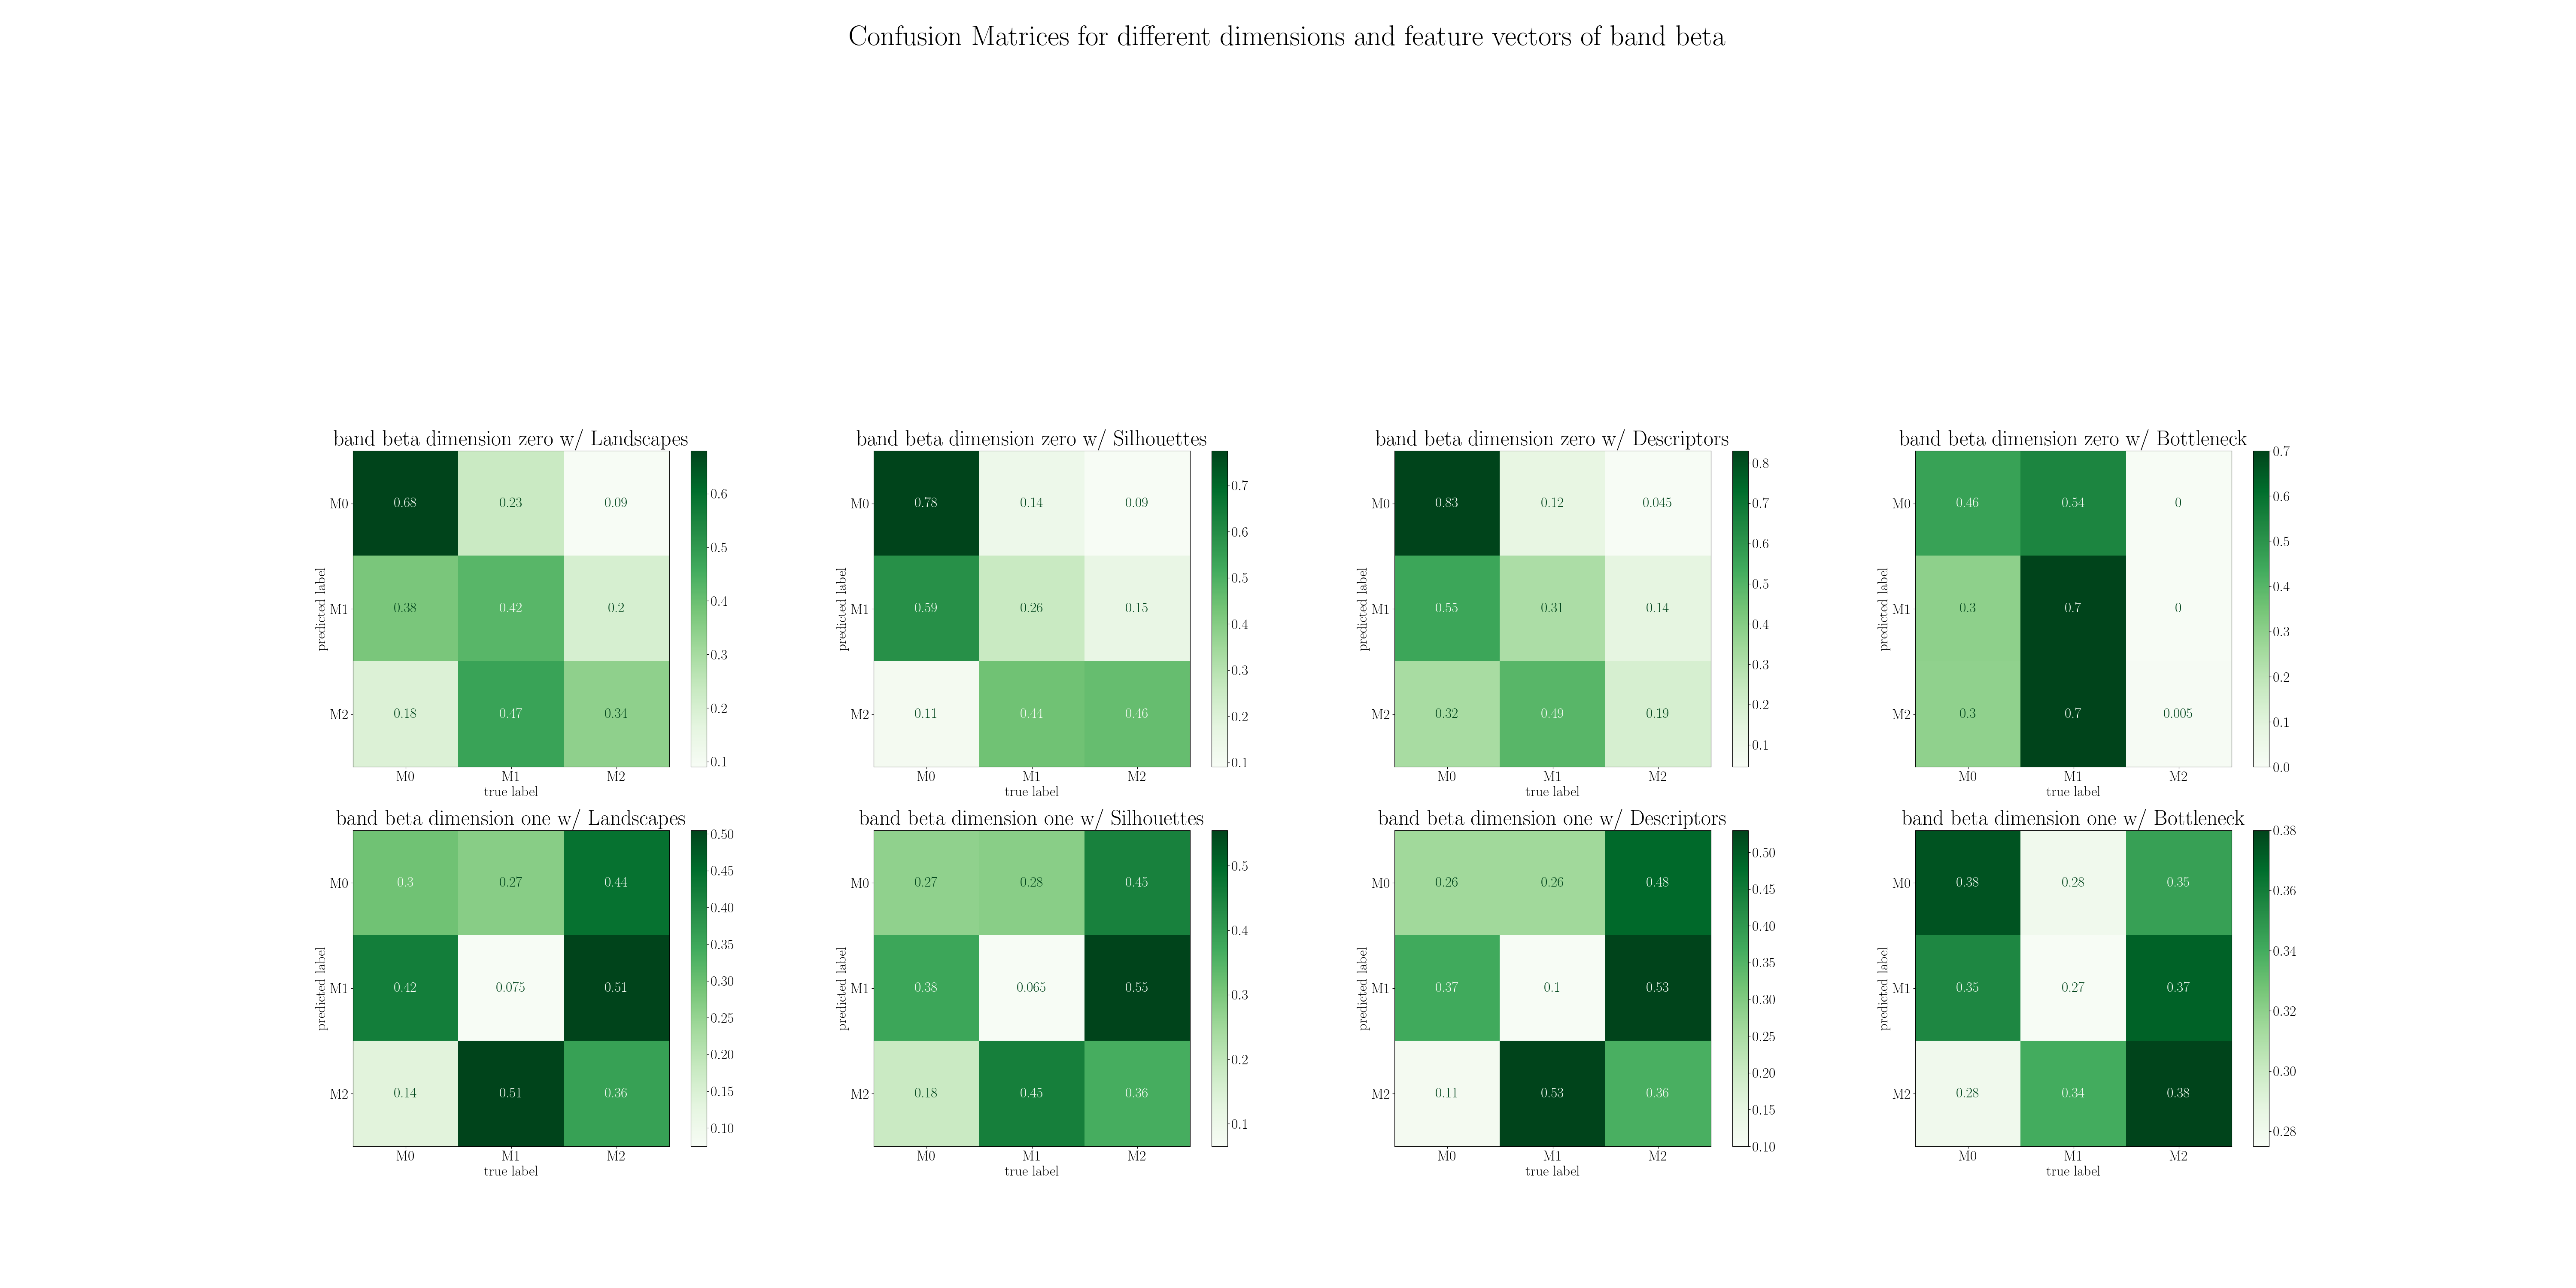 Confusion Matrices for different dimensions and feature vectors of band beta
band beta dimension zero w/ Landscapes
M0 0.68 0.23 0.09
M1 0.38 0.42 0.2
M2 0.18 0.47 0.34
M0 M1 M2
true label
predicted label
0.6
0.5
0.4
0.3
0.2
0.1
band beta dimension zero w/ Silhouettes
M0 0.78 0.14 0.09
M1 0.59 0.26 0.15
M2 0.11 0.44 0.46
M0 M1 M2
true label
predicted label
0.7
0.6
0.5
0.4
0.3
0.2
0.1
band beta dimension zero w/ Descriptors
M0 0.83 0.12 0.045
M1 0.55 0.31 0.14
M2 0.32 0.49 0.19
M0 M1 M2
true label
predicted label
0.8
0.7
0.6
0.5
0.4
0.3
0.2
0.1
band beta dimension zero w/ Bottleneck
M0 0.46 0.54 0
M1 0.3 0.7 0
M2 0.3 0.7 0.005
M0 M1 M2
true label
predicted label
0.7
0.6
0.5
0.4
0.3
0.2
0.1
0.0
band beta dimension one w/ Landscapes
M0 0.3 0.27 0.44
M1 0.42 0.075 0.51
M2 0.14 0.51 0.36
M0 M1 M2
true label
predicted label
0.50
0.45
0.40
0.35
0.30
0.25
0.20
0.15
0.10
band beta dimension one w/ Silhouettes
M0 0.27 0.28 0.45
M1 0.38 0.065 0.55
M2 0.18 0.45 0.36
M0 M1 M2
true label
predicted label
0.5
0.4
0.3
0.2
0.1
band beta dimension one w/ Descriptors
M0 0.26 0.26 0.48
M1 0.37 0.1 0.53
M2 0.11 0.53 0.36
M0 M1 M2
true label
predicted label
0.50
0.45
0.40
0.35
0.30
0.25
0.20
0.15
0.10
band beta dimension one w/ Bottleneck
M0 0.38 0.28 0.35
M1 0.35 0.27 0.37
M2 0.28 0.34 0.38
M0 M1 M2
true label
predicted label
0.38
0.36
0.34
0.32
0.30
0.28